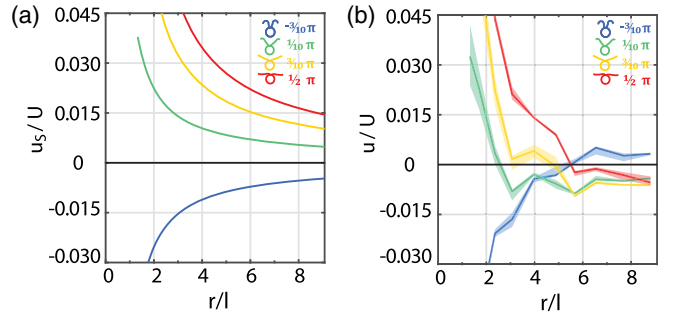 (a)
0.045
0.030
0.015
0
-0.015
-0.030
u_S / U
0 2 4 6 8
r/l
-³⁄₁₀ π
¹⁄₁₀ π
³⁄₁₀ π
¹⁄₂ π
(b)
0.045
0.030
0.015
0
-0.015
-0.030
u / U
0 2 4 6 8
r/l
-³⁄₁₀ π
¹⁄₁₀ π
³⁄₁₀ π
¹⁄₂ π